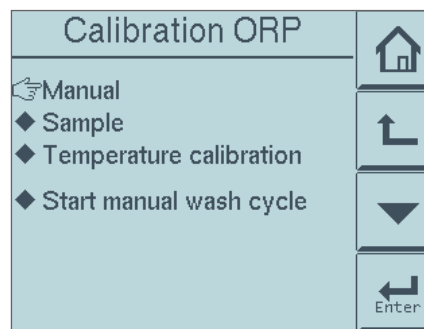 Calibration ORP
Manual
Sample
Temperature calibration
Start manual wash cycle
Enter